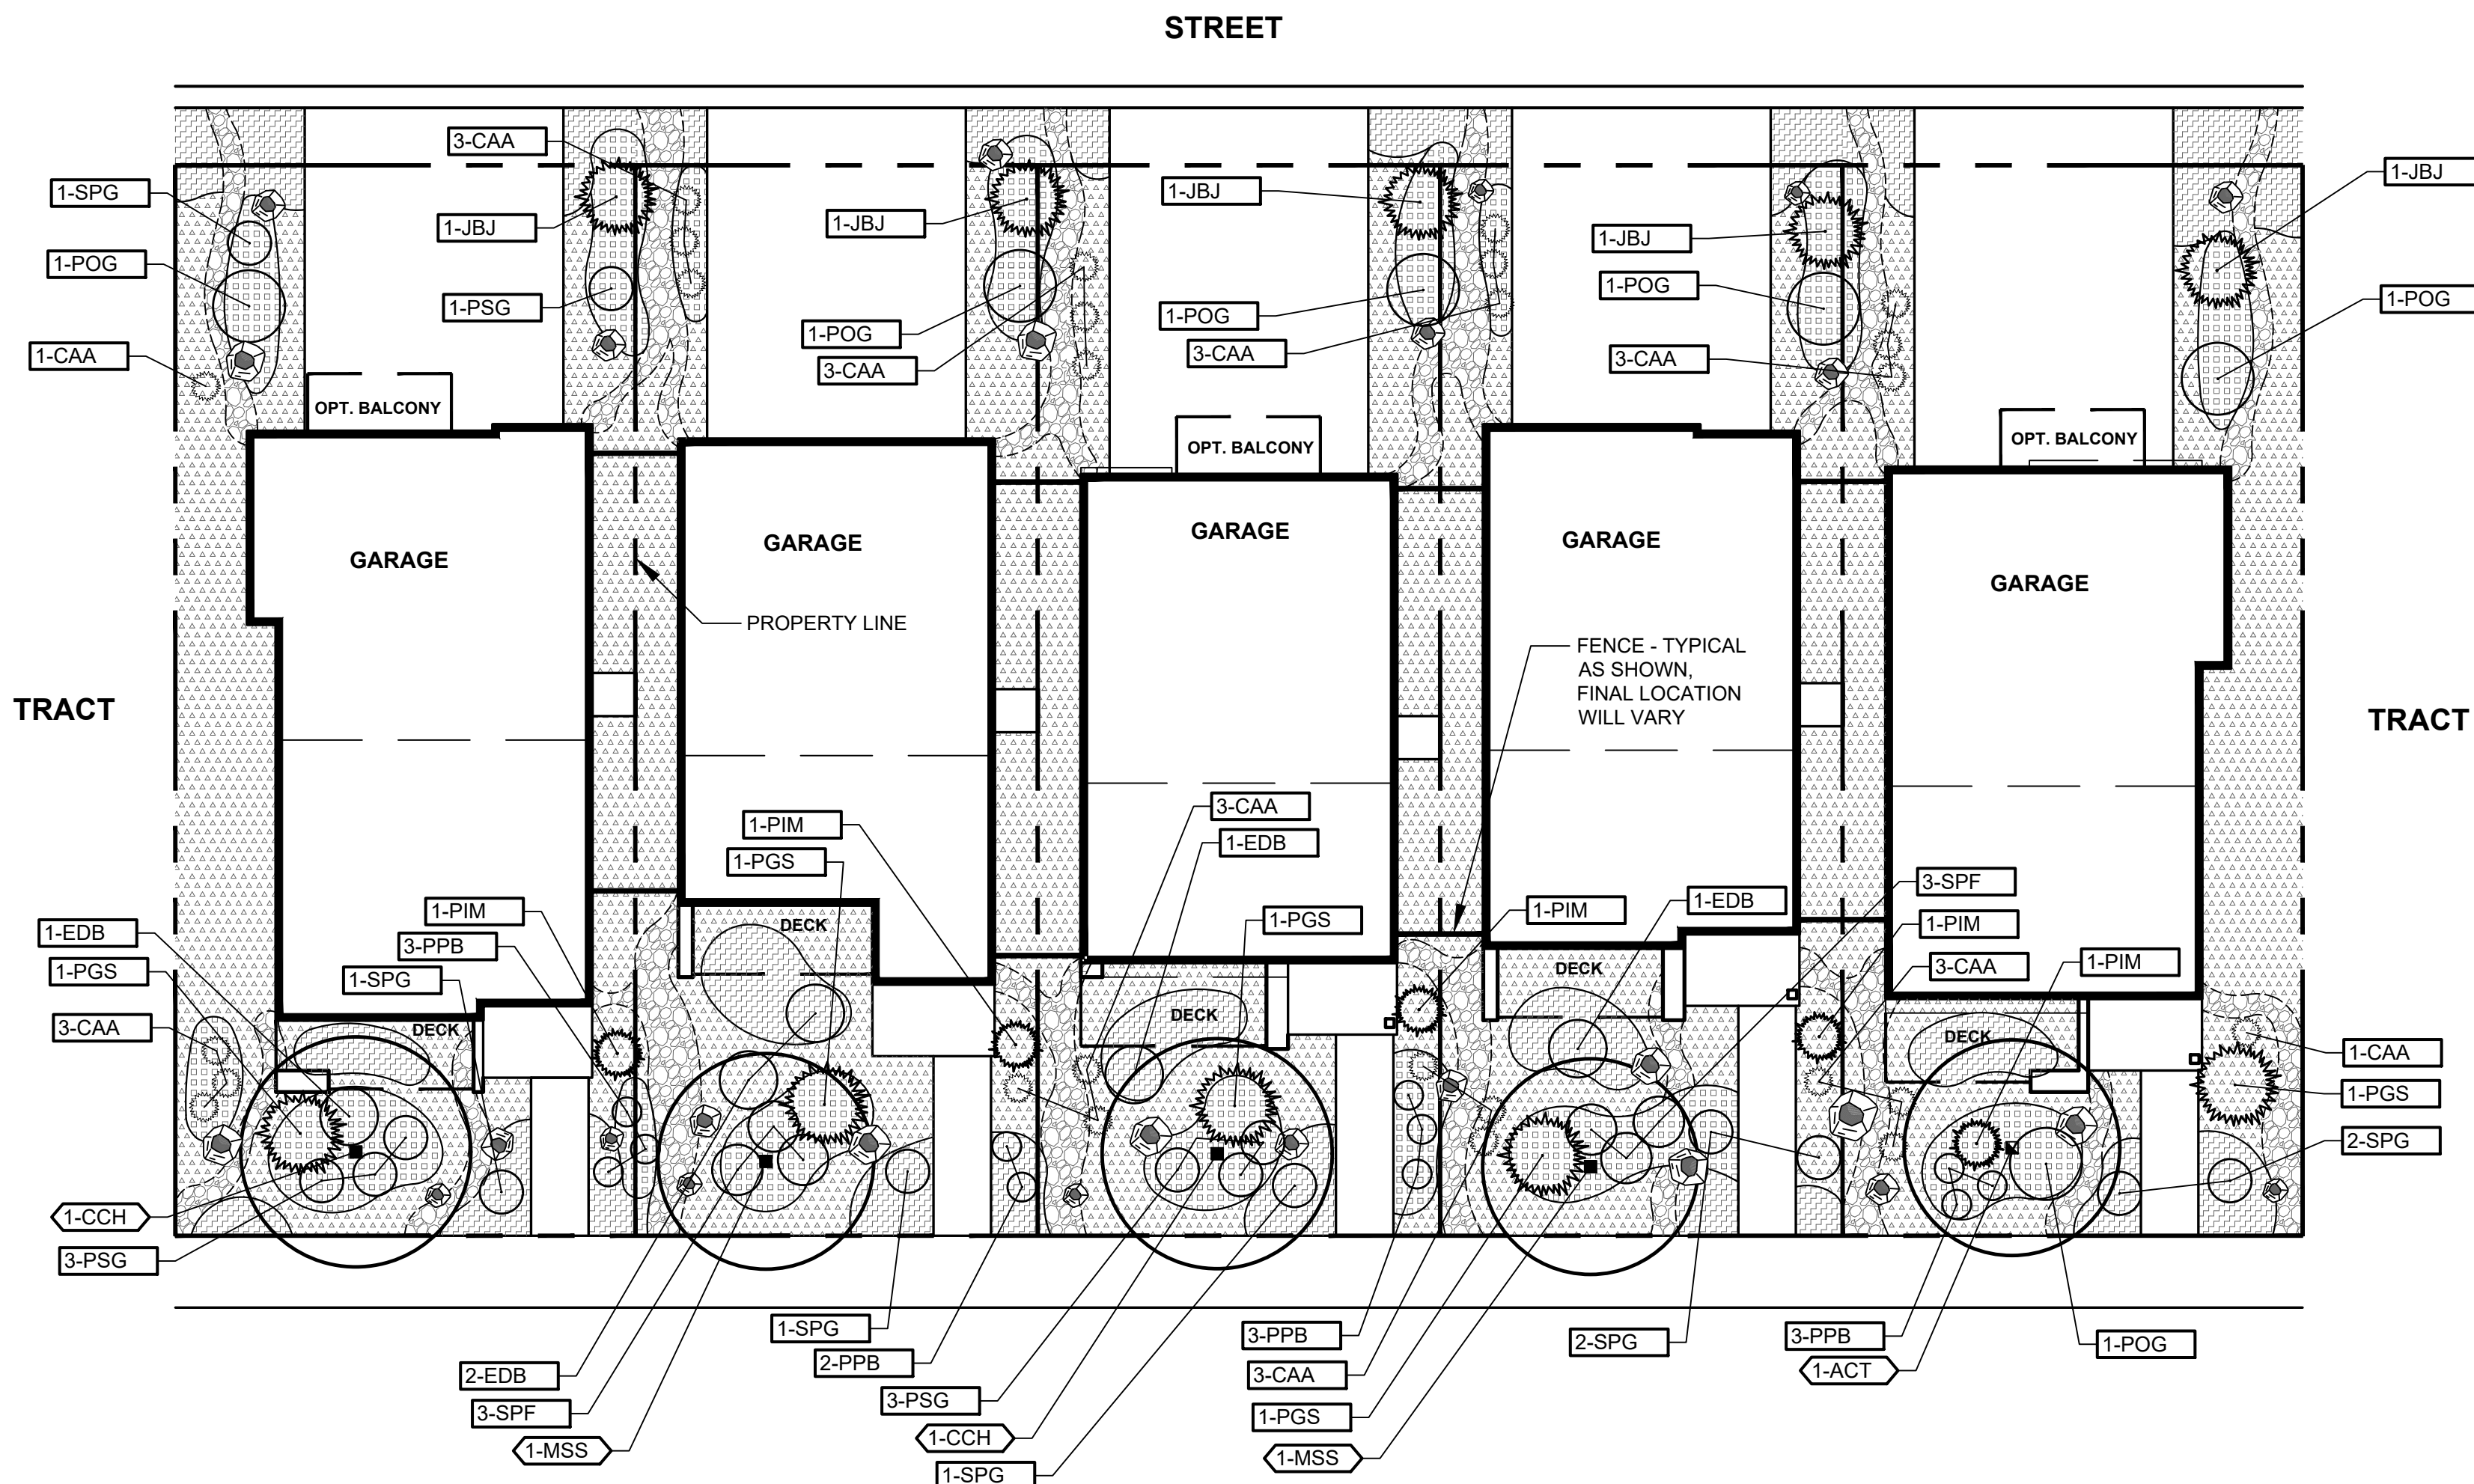 STREET
3-CAA
1-SPG
1-JBJ
1-JBJ
1-JBJ
1-JBJ
1-JBJ
1-POG
1-PSG
1-POG
1-POG
1-POG
1-POG
1-CAA
3-CAA
3-CAA
3-CAA
OPT. BALCONY
OPT. BALCONY
OPT. BALCONY
GARAGE
GARAGE
GARAGE
GARAGE
GARAGE
PROPERTY LINE
FENCE - TYPICAL
AS SHOWN,
FINAL LOCATION
WILL VARY
TRACT
TRACT
3-CAA
1-EDB
1-PIM
1-PGS
3-SPF
1-EDB
1-PIM
1-PIM
1-PGS
1-PIM
DECK
1-EDB
3-PPB
1-PGS
1-SPG
3-CAA
1-PIM
DECK
3-CAA
DECK
DECK
DECK
1-CAA
1-PGS
2-SPG
1-CCH
3-PSG
1-SPG
2-PPB
3-PPB
2-SPG
3-PPB
1-POG
2-EDB
3-PSG
3-CAA
1-ACT
3-SPF
1-CCH
1-PGS
1-MSS
1-SPG
1-MSS